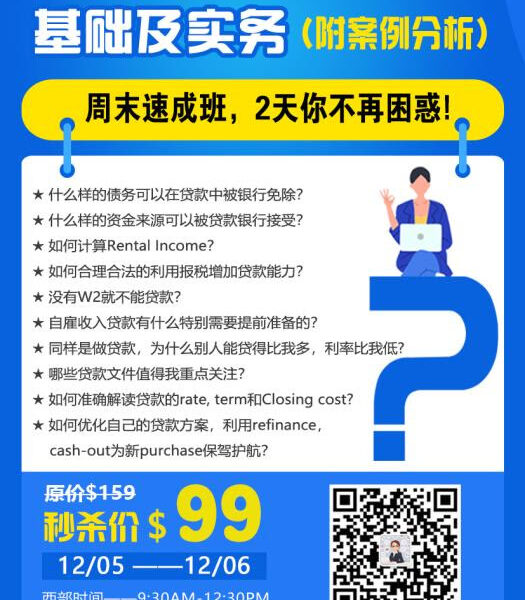 基础及实务（附案例分析）
周末速成班，2天你不再困惑!
★ 什么样的债务可以在贷款中被银行免除?
★ 什么样的资金来源可以被贷款银行接受?
★ 如何计算Rental Income?
★ 如何合理合法的利用报税增加贷款能力?
★ 没有W2就不能贷款?
★ 自雇收入贷款有什么特别需要提前准备的?
★ 同样是做贷款，为什么别人能贷得比我多，利率比我低?
★ 哪些贷款文件值得我重点关注?
★ 如何准确解读贷款的rate, term和Closing cost?
★ 如何优化自己的贷款方案，利用refinance，
cash-out为新purchase保驾护航?
原价$159
秒杀价$99
12/05 ——12/06
西部时间——9:30AM-12:30PM